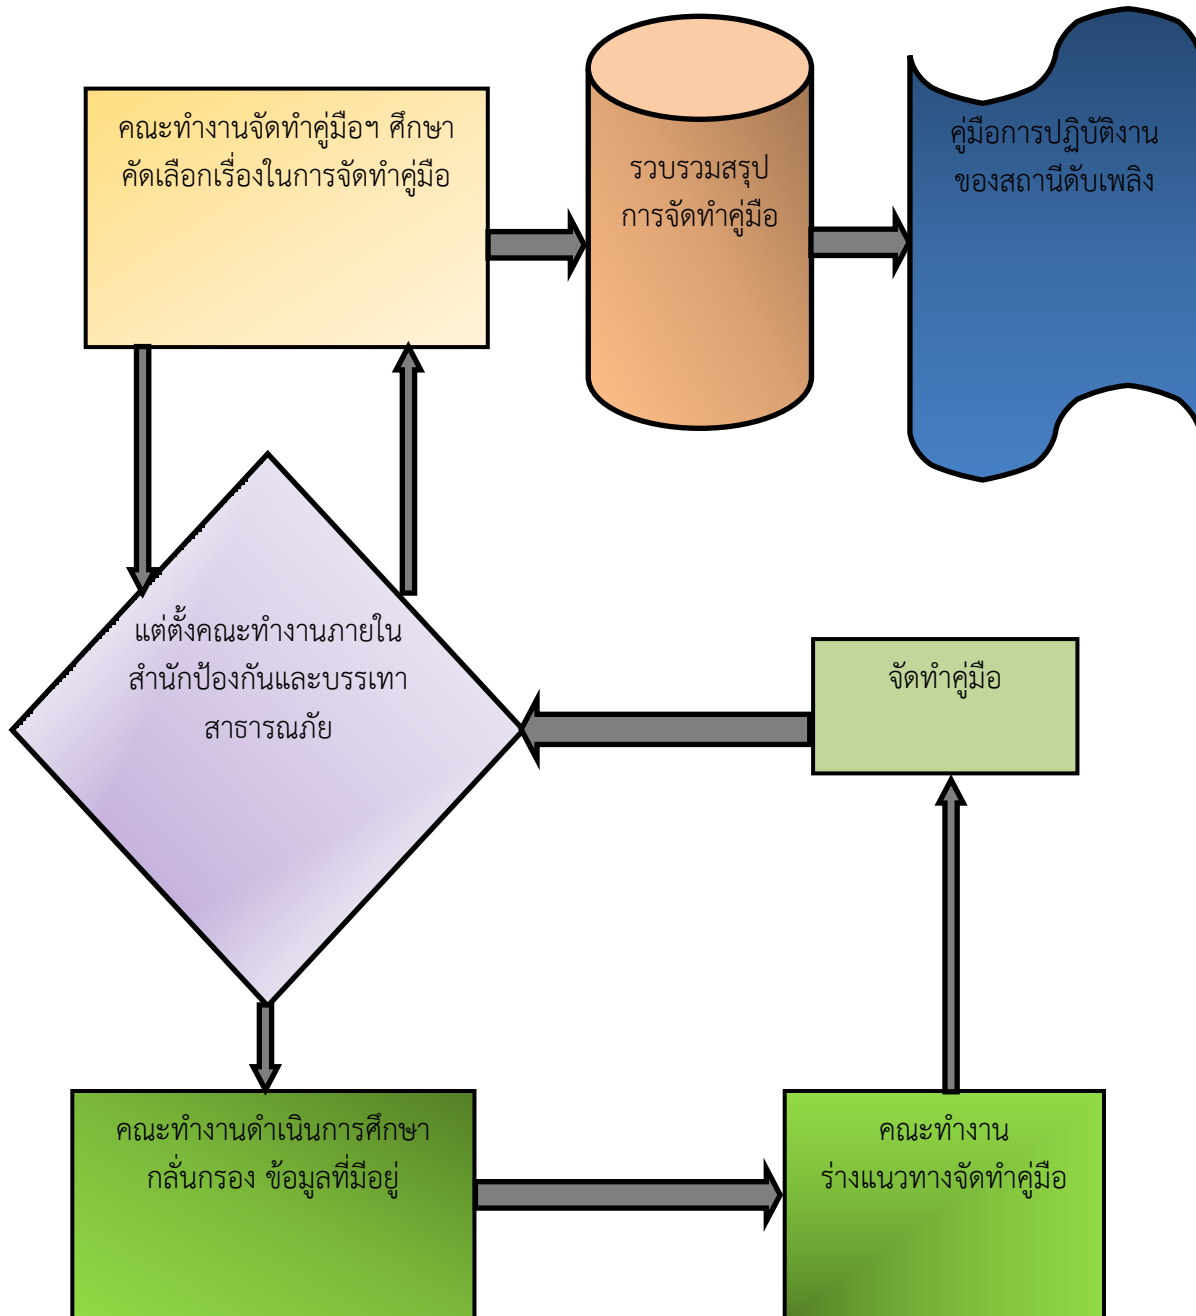 คณะทำงานจัดทำคู่มือฯ ศึกษา
คัดเลือกเรื่องในการจัดทำคู่มือ
รวบรวมสรุป
การจัดทำคู่มือ
คู่มือการปฏิบัติงาน
ของสถานีดับเพลิง
แต่ตั้งคณะทำงานภายใน
สำนักป้องกันและบรรเทา
สาธารณภัย
จัดทำคู่มือ
คณะทำงานดำเนินการศึกษา
กลั่นกรอง ข้อมูลที่มีอยู่
คณะทำงาน
ร่างแนวทางจัดทำคู่มือ